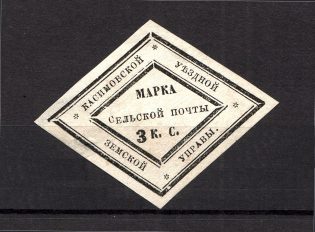 * КАСИМОВСКОЙ * УѢЗДНОЙ *
МАРКА
СЕЛЬСКОЙ ПОЧТЫ
3 К. С.
* ЗЕМСКОЙ * УПРАВЫ. *